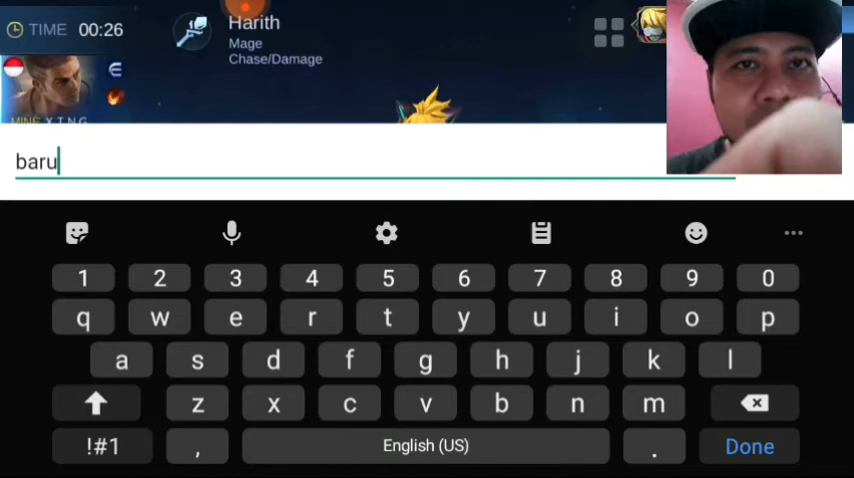 TIME 00:26
Harith
Mage
Chase/Damage
MINE X I N G
baru
1 2 3 4 5 6 7 8 9 0
q w e r t y u i o p
a s d f g h j k l
z x c v b n m
!#1 , English (US) . Done